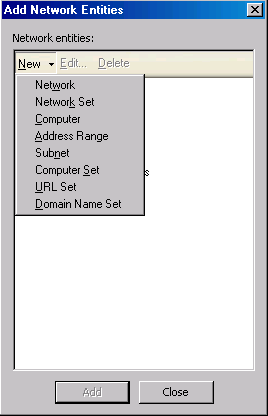 Add Network Entities
Network entities:
New Edit... Delete
Network
Network Set
Computer
Address Range
Subnet
Computer Set
s
URL Set
Domain Name Set
Add Close